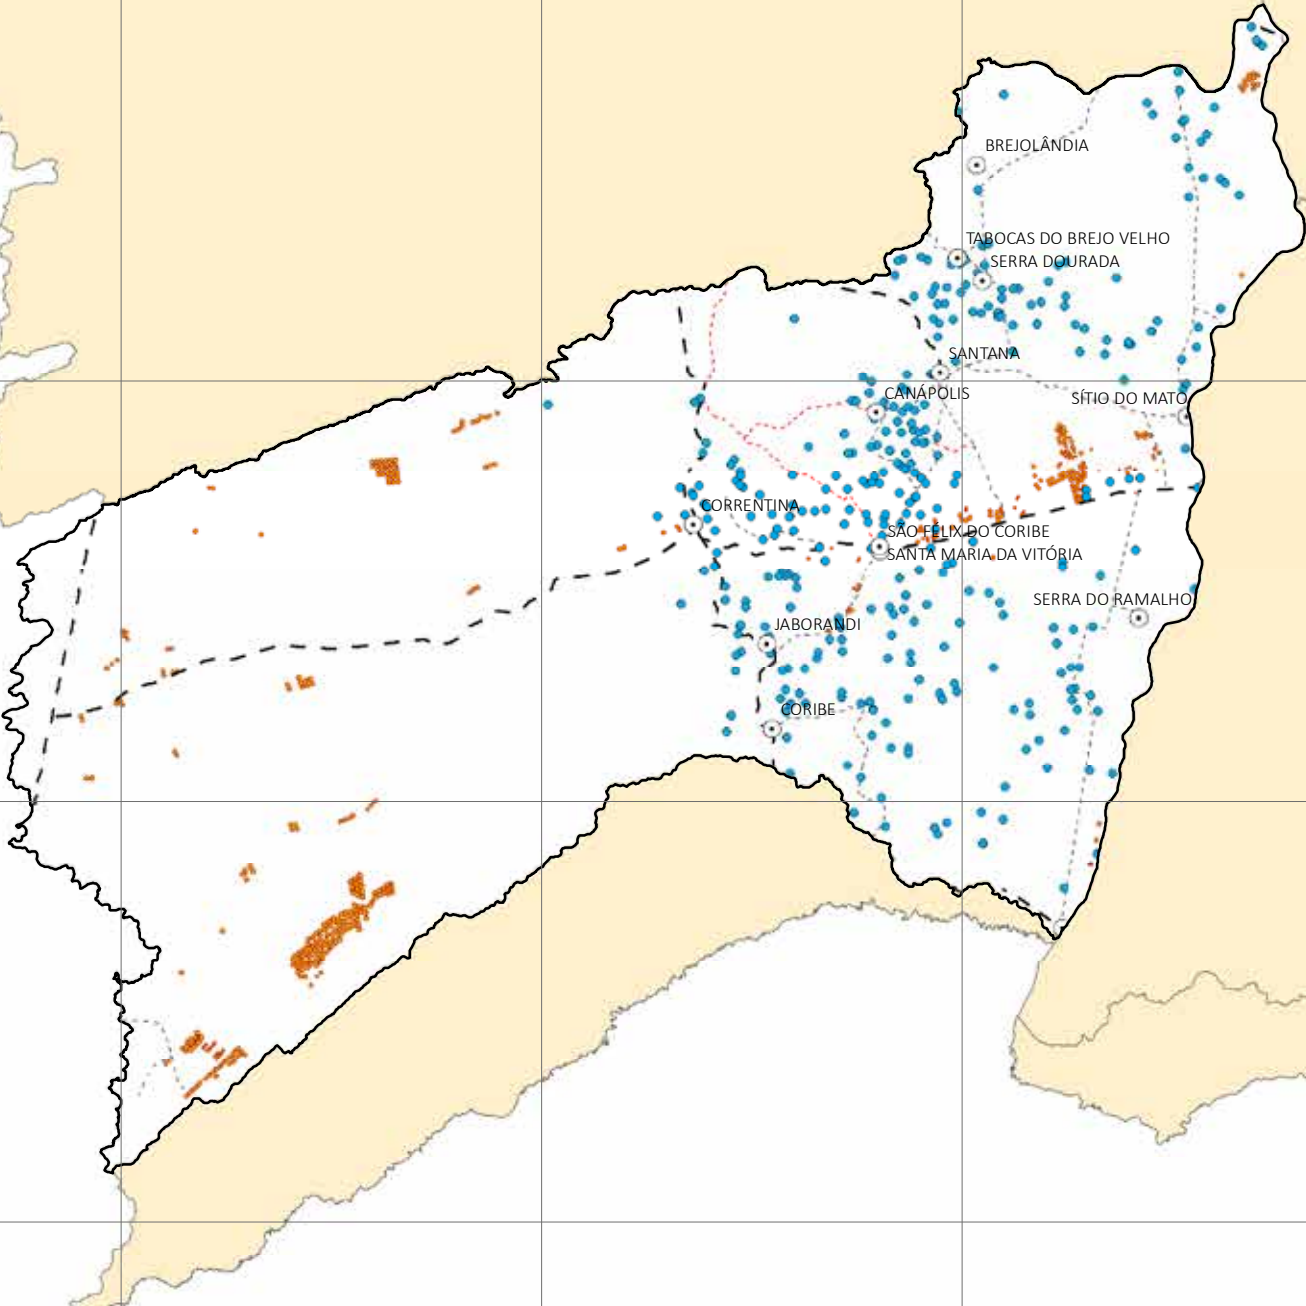 BREJOLÂNDIA
TABOCAS DO BREJO VELHO
SERRA DOURADA
SANTANA
CANÁPOLIS
SÍTIO DO MATO
CORRENTINA
SÃO FÉLIX DO CORIBE
SANTA MARIA DA VITÓRIA
SERRA DO RAMALHO
JABORANDI
CORIBE